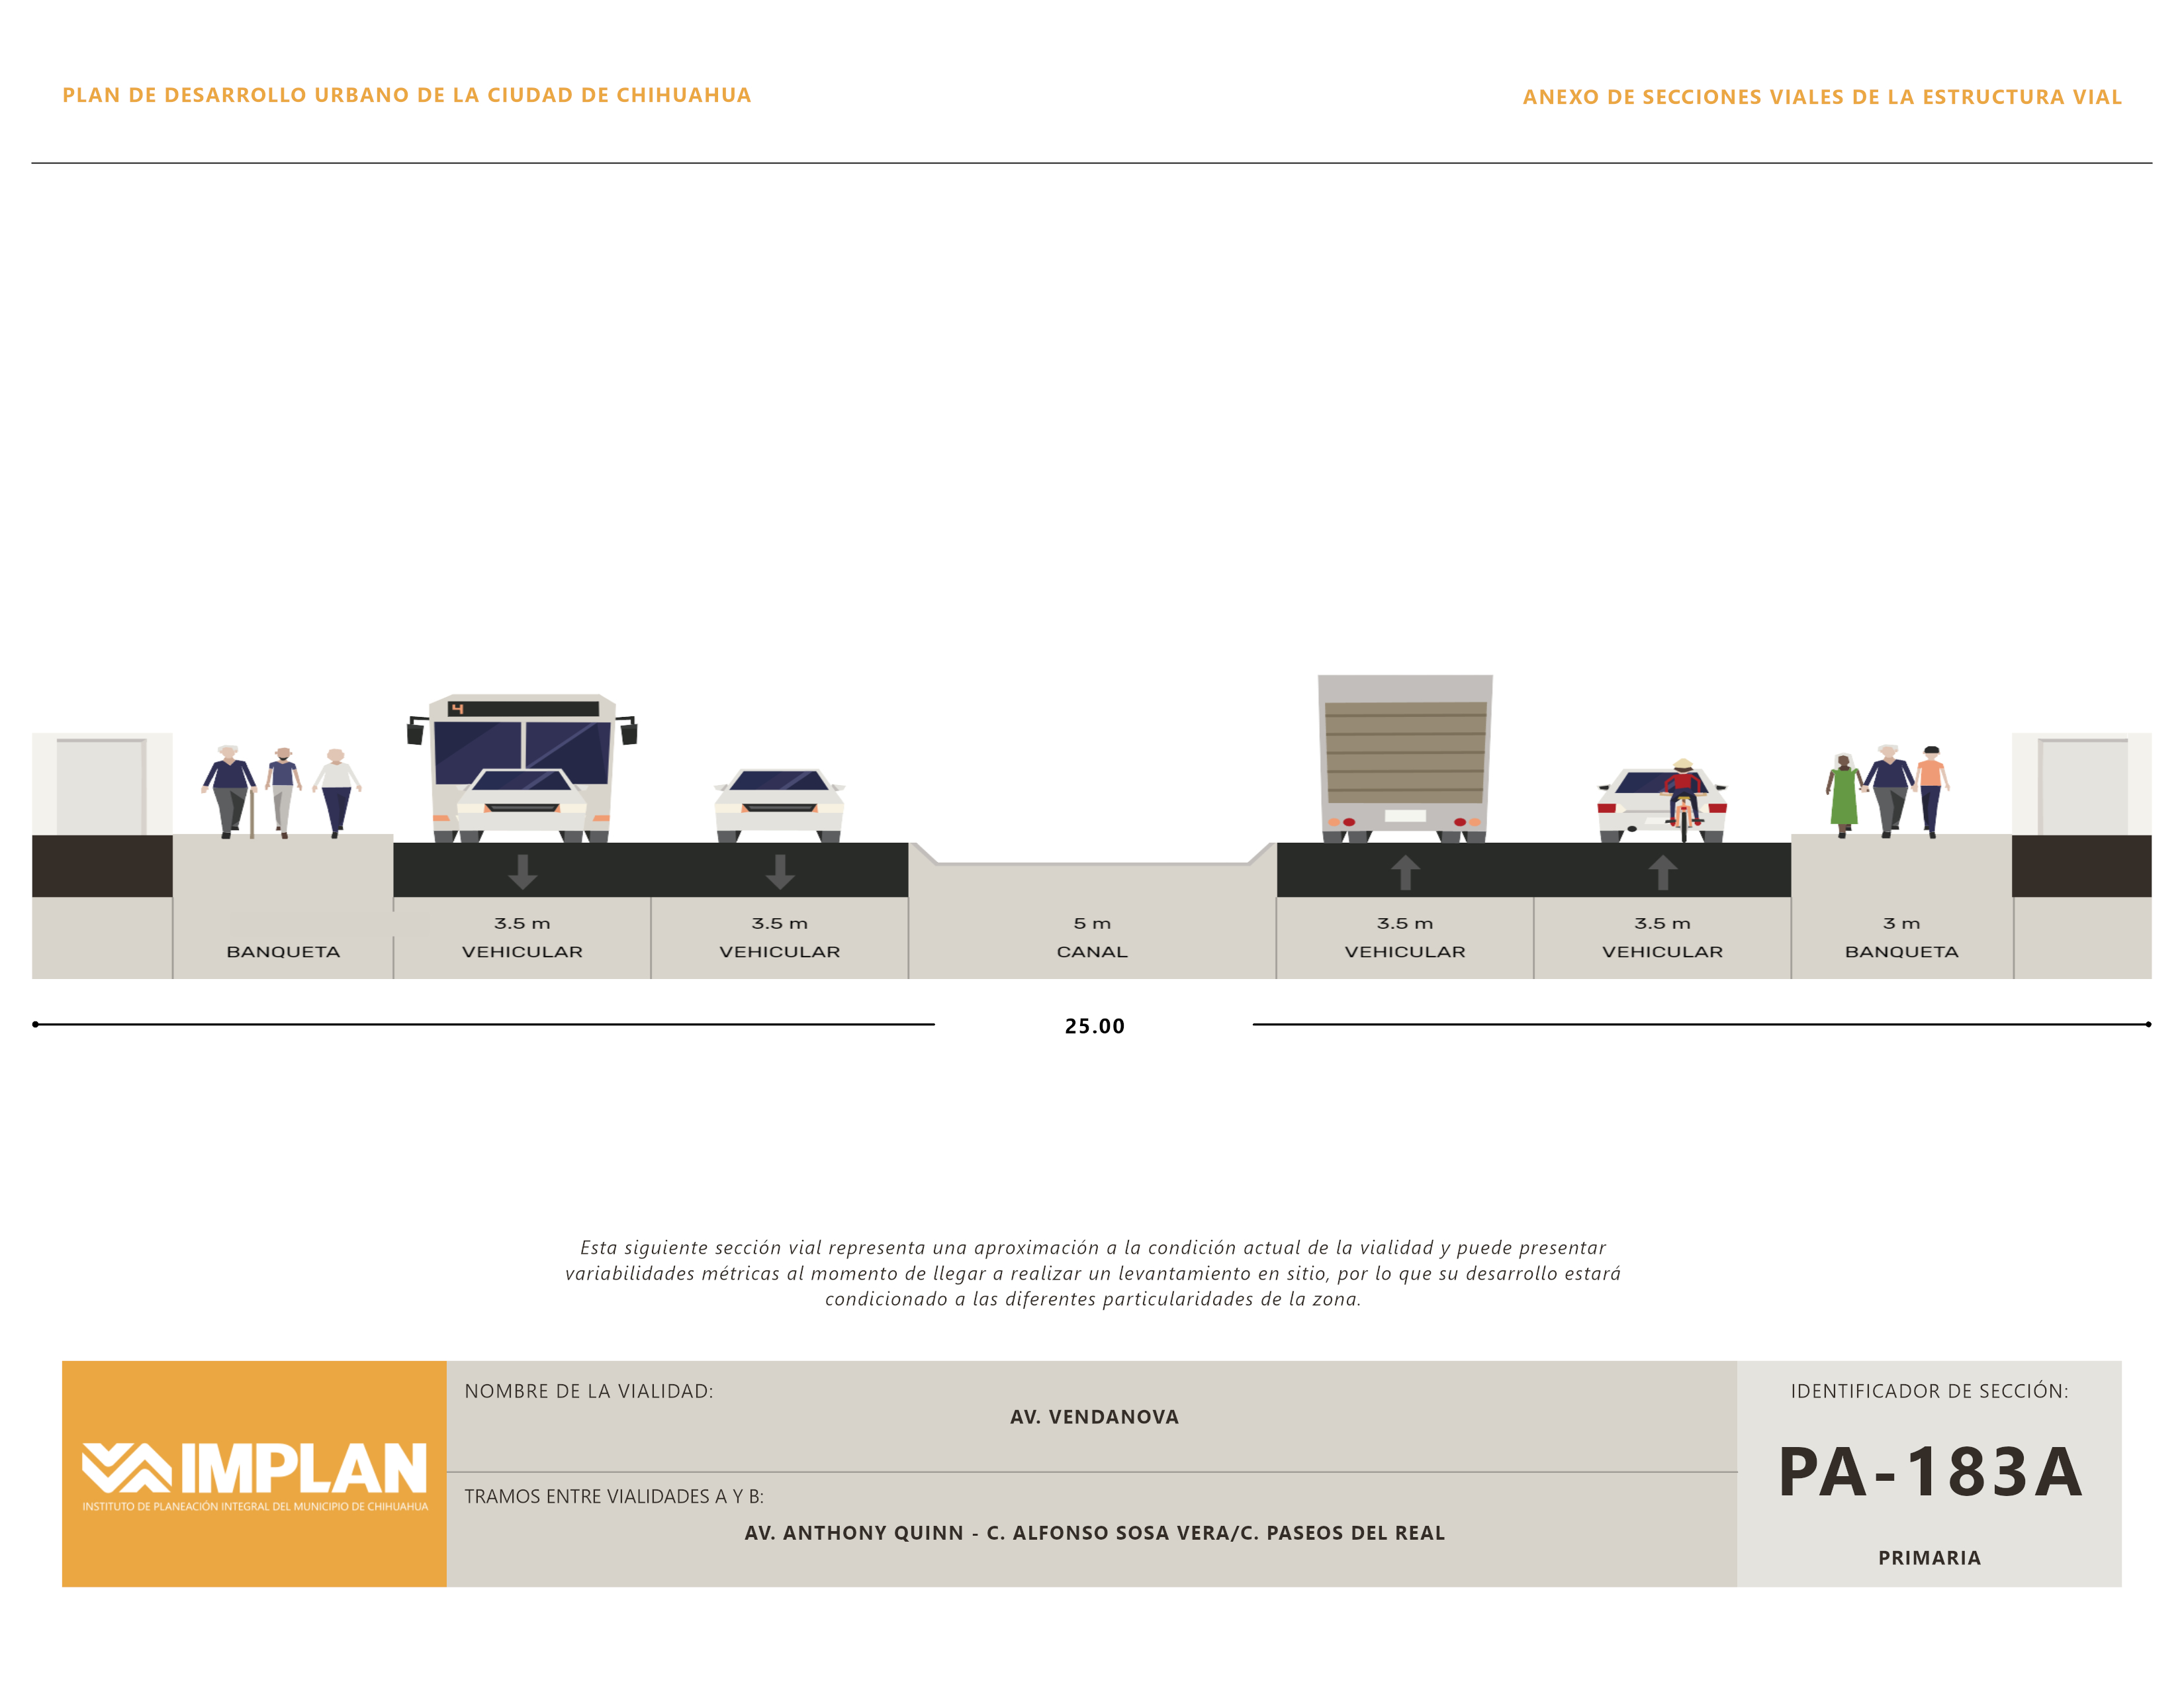 PLAN DE DESARROLLO URBANO DE LA CIUDAD DE CHIHUAHUA
ANEXO DE SECCIONES VIALES DE LA ESTRUCTURA VIAL
4
3.5 m
3.5 m
5 m
3.5 m
3.5 m
3 m
BANQUETA
VEHICULAR
VEHICULAR
CANAL
VEHICULAR
VEHICULAR
BANQUETA
25.00
Esta siguiente sección vial representa una aproximación a la condición actual de la vialidad y puede presentar
variabilidades métricas al momento de llegar a realizar un levantamiento en sitio, por lo que su desarrollo estará
condicionado a las diferentes particularidades de la zona.
IMPLAN
INSTITUTO DE PLANEACIÓN INTEGRAL DEL MUNICIPIO DE CHIHUAHUA
NOMBRE DE LA VIALIDAD:
AV. VENDANOVA
TRAMOS ENTRE VIALIDADES A Y B:
AV. ANTHONY QUINN - C. ALFONSO SOSA VERA/C. PASEOS DEL REAL
IDENTIFICADOR DE SECCIÓN:
PA-183A
PRIMARIA